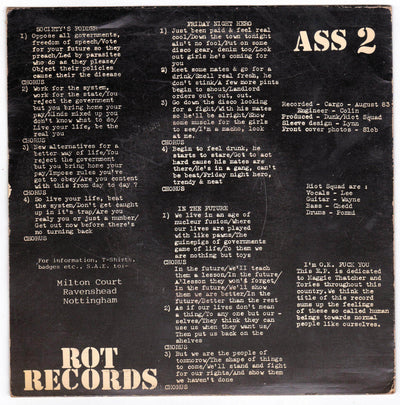 SOCIETY'S FODDER
1) Oppose all governments,
freedom of speech/Vote
for your future so they
preach/Led by parasites
who do as they please/
Object their policies
cause their the disease
CHORUS
2) Work for the system,
work for the state/You
reject the government
but you bring home your
pay/Minds mixed up you
don't know what to do/
Live your life, be the
real you
CHORUS
3) New alternatives for a
better way of life/You
reject the government
but you bring home your
pay/Impose rules you've
got to obey/Are you content
with this from day to day ?
CHORUS
4) So live your life, beat
the system/Don't get caught
up in it's trap/Are you
realy you or just a number/
Get out now before there's
no turning back
CHORUS
For information, T-Shirts,
badges etc., S.A.E. to:-
Milton Court
Ravenshead
Nottingham
ROT
RECORDS
FRIDAY NIGHT HERO
1) Just been paid & feel real
cool/Down the town tonight
ain't no fool/Put on some
disco gear, denim too/Look
out girls he's coming for
you
2) Meet some mates & go for a
drink/Smell real fresh, he
don't stink/A few more pints
begin to shout/Landlord
orders out, out, out.
CHORUS
3) Go down the disco looking
for a fight/With his mates
he he'll be alright/Show
some muscle for the girls
to see/I'm a macho, look
at me.
CHORUS
4) Begin to feel drunk, he
starts to stare/Got to act
hard cause his mates are
there/He's in a gang, can't
be beat/Friday night hero,
trendy & neat
CHORUS
IN THE FUTURE
1) We live in an age of
nuclear fusion/Where
our lives are played
with like pawns/The
guinepigs of governments
game of life/To them we
are nothing but toys
CHORUS
In the future/We'll teach
them a lesson/In the future/
A lesson they won's forget/
In the future/We'll show
them we are better/In the
future/Better than the rest
2) As if our lives don't mean
a thing/To any one but our -
selves/They think they can
use us when they want us/
Then put us back on the
shelves
CHORUS
3) But we are the people of
tomorrow/The shape of things
to come/We'll stand and fight
for our rights/And show them
we haven't done
CHORUS
ASS 2
Recorded - Cargo - August 83
Engineer - Colin
Produced - Dunk/Riot Squad
Sleeve design - Lynn
Front cover photos - Slob
Riot Squad are :
Vocals - Lee
Guitar - Wayne
Bass - Chedd
Drums - Pommi
I'm O.K. FUCK YOU
This E.P. is dedicated
to Maggie Thatcher and
Tories throughout this
country.We think the
title of this record
sums up the feelings
of these so called human
beings towards normal
people like ourselves.